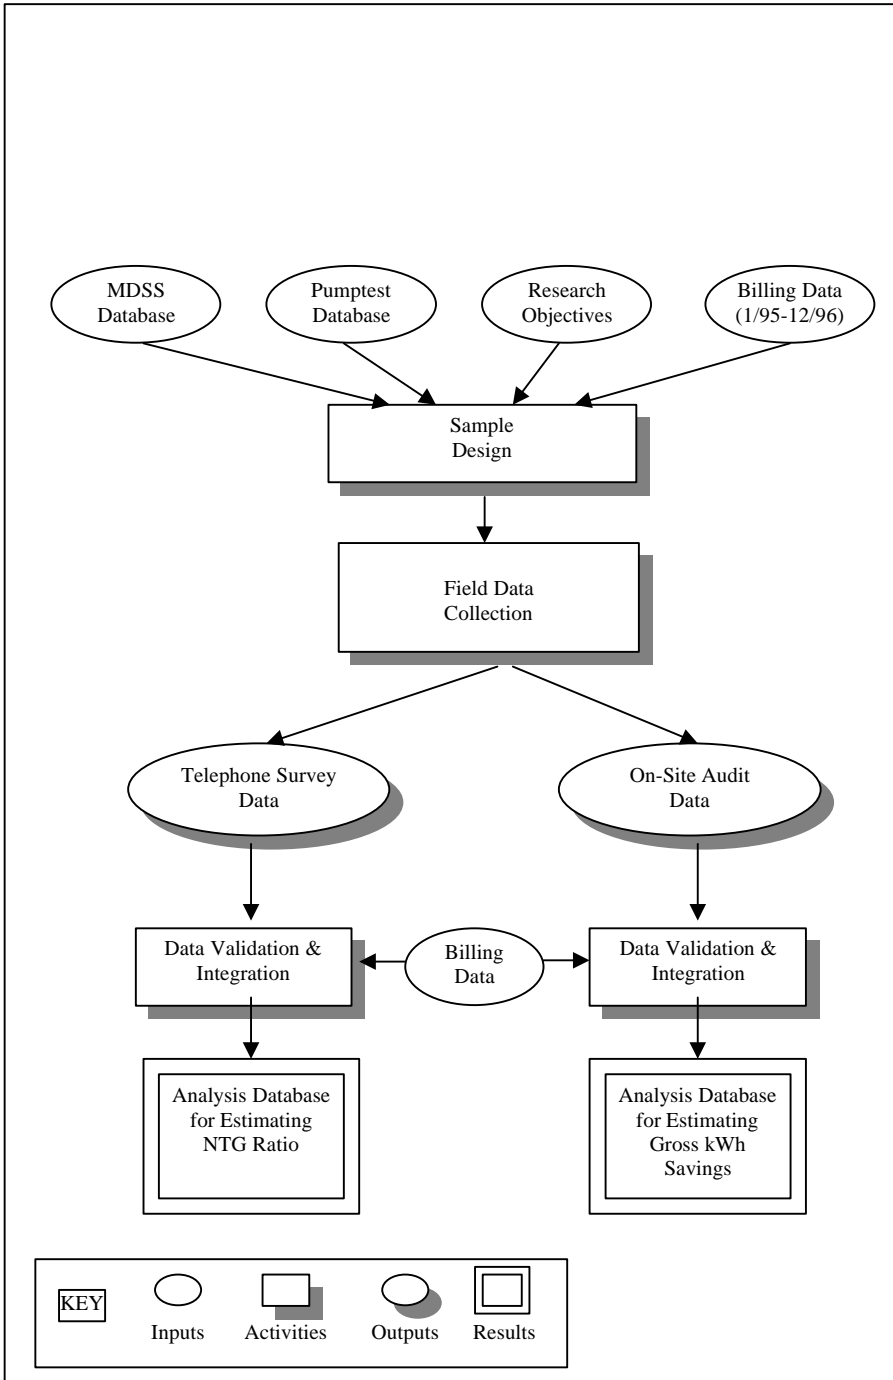 MDSS
Database
Pumptest
Database
Research
Objectives
Billing Data
(1/95-12/96)
Sample
Design
Field Data
Collection
Telephone Survey
Data
On-Site Audit
Data
Data Validation &
Integration
Billing
Data
Data Validation &
Integration
Analysis Database
for Estimating
NTG Ratio
Analysis Database
for Estimating
Gross kWh
Savings
KEY
Inputs
Activities
Outputs
Results